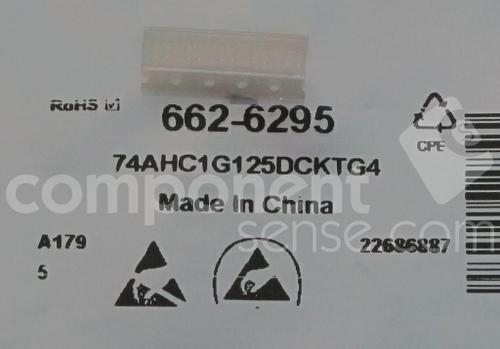 RoHS
662-6295
CPE
74AHC1G125DCKTG4
component
Made In China
sense.com
A179
22686887
5